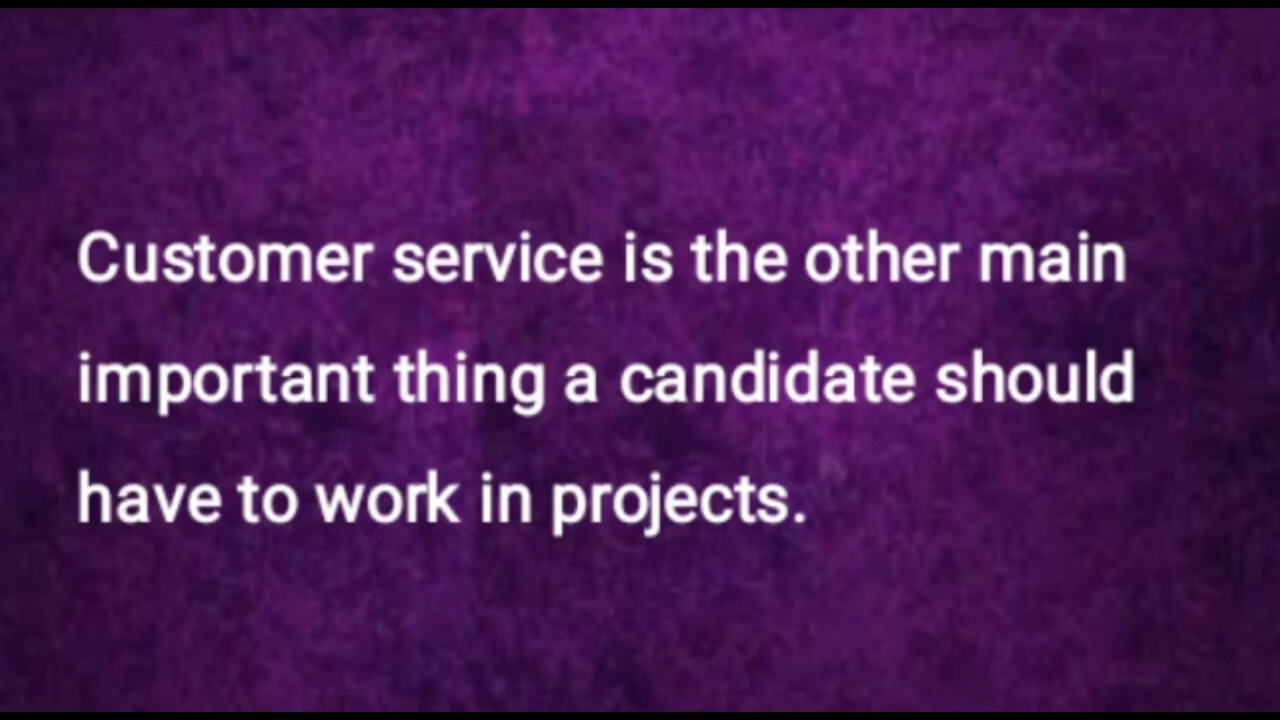 Customer service is the other main
important thing a candidate should
have to work in projects.